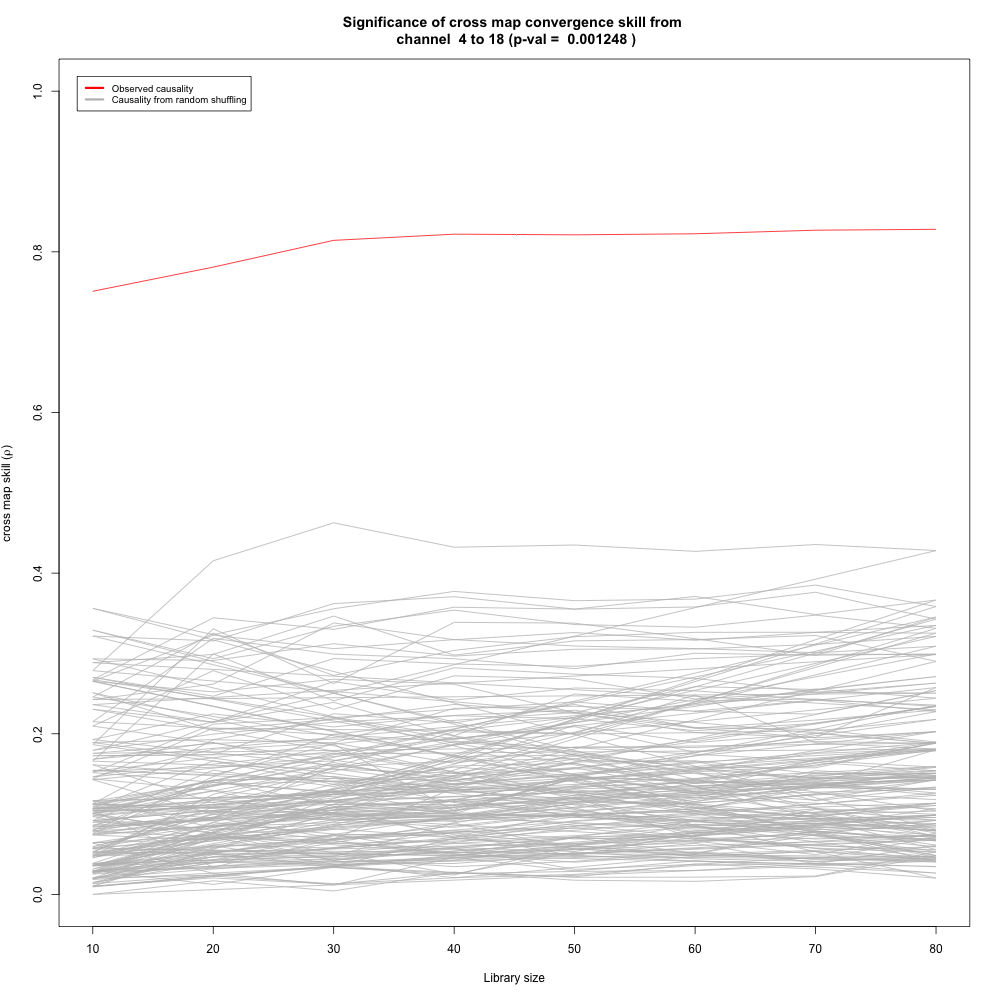 Significance of cross map convergence skill from
channel 4 to 18 (p-val = 0.001248 )
Observed causality
Causality from random shuffling
1.0
0.8
0.6
0.4
0.2
0.0
cross map skill (ρ)
10 20 30 40 50 60 70 80
Library size